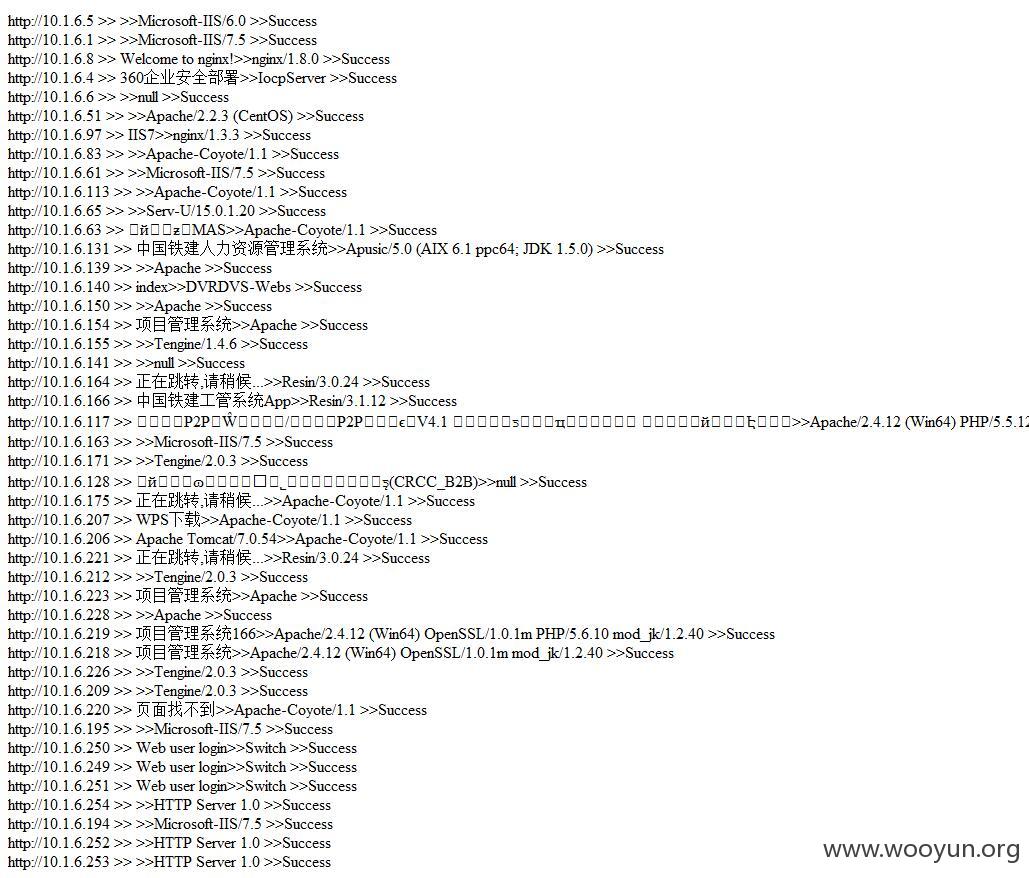 http://10.1.6.5 >> >>Microsoft-IIS/6.0 >>Success
http://10.1.6.1 >> >>Microsoft-IIS/7.5 >>Success
http://10.1.6.8 >> Welcome to nginx!>>nginx/1.8.0 >>Success
http://10.1.6.4 >> 360企业安全部署>>IocpServer >>Success
http://10.1.6.6 >> >>null >>Success
http://10.1.6.51 >> >>Apache/2.2.3 (CentOS) >>Success
http://10.1.6.97 >> IIS7>>nginx/1.3.3 >>Success
http://10.1.6.83 >> >>Apache-Coyote/1.1 >>Success
http://10.1.6.61 >> >>Microsoft-IIS/7.5 >>Success
http://10.1.6.113 >> >>Apache-Coyote/1.1 >>Success
http://10.1.6.65 >> >>Serv-U/15.0.1.20 >>Success
http://10.1.6.63 >> MAS>>Apache-Coyote/1.1 >>Success
http://10.1.6.131 >> 中国铁建人力资源管理系统>>Apusic/5.0 (AIX 6.1 ppc64; JDK 1.5.0) >>Success
http://10.1.6.139 >> >>Apache >>Success
http://10.1.6.140 >> index>>DVRDVS-Webs >>Success
http://10.1.6.150 >> >>Apache >>Success
http://10.1.6.154 >> 项目管理系统>>Apache >>Success
http://10.1.6.155 >> >>Tengine/1.4.6 >>Success
http://10.1.6.141 >> >>null >>Success
http://10.1.6.164 >> 正在跳转,请稍候...>>Resin/3.0.24 >>Success
http://10.1.6.166 >> 中国铁建工管系统App>>Resin/3.1.12 >>Success
http://10.1.6.117 >> P2P / P2P V4.1 >>Apache/2.4.12 (Win64) PHP/5.5.12
http://10.1.6.163 >> >>Microsoft-IIS/7.5 >>Success
http://10.1.6.171 >> >>Tengine/2.0.3 >>Success
http://10.1.6.128 >> (CRCC_B2B)>>null >>Success
http://10.1.6.175 >> 正在跳转,请稍候...>>Apache-Coyote/1.1 >>Success
http://10.1.6.207 >> WPS下载>>Apache-Coyote/1.1 >>Success
http://10.1.6.206 >> Apache Tomcat/7.0.54>>Apache-Coyote/1.1 >>Success
http://10.1.6.221 >> 正在跳转,请稍候...>>Resin/3.0.24 >>Success
http://10.1.6.212 >> >>Tengine/2.0.3 >>Success
http://10.1.6.223 >> 项目管理系统>>Apache >>Success
http://10.1.6.228 >> >>Apache >>Success
http://10.1.6.219 >> 项目管理系统166>>Apache/2.4.12 (Win64) OpenSSL/1.0.1m PHP/5.6.10 mod_jk/1.2.40 >>Success
http://10.1.6.218 >> 项目管理系统>>Apache/2.4.12 (Win64) OpenSSL/1.0.1m mod_jk/1.2.40 >>Success
http://10.1.6.226 >> >>Tengine/2.0.3 >>Success
http://10.1.6.209 >> >>Tengine/2.0.3 >>Success
http://10.1.6.220 >> 页面找不到>>Apache-Coyote/1.1 >>Success
http://10.1.6.195 >> >>Microsoft-IIS/7.5 >>Success
http://10.1.6.250 >> Web user login>>Switch >>Success
http://10.1.6.249 >> Web user login>>Switch >>Success
http://10.1.6.251 >> Web user login>>Switch >>Success
http://10.1.6.254 >> >>HTTP Server 1.0 >>Success
http://10.1.6.194 >> >>Microsoft-IIS/7.5 >>Success
http://10.1.6.252 >> >>HTTP Server 1.0 >>Success
http://10.1.6.253 >> >>HTTP Server 1.0 >>Success
www.wooyun.org